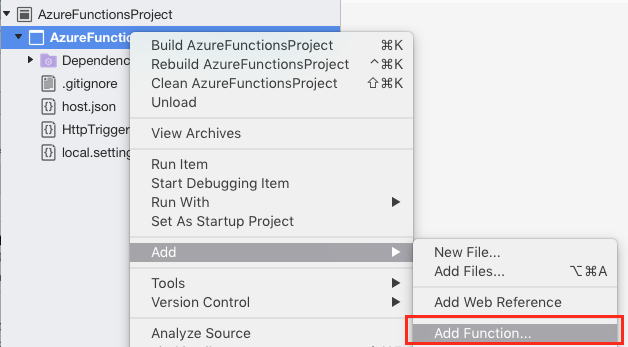 AzureFunctionsProject
AzureFuncti
Dependenc
.gitignore
host.json
HttpTrigger
local.setting
Build AzureFunctionsProject ⌘K
Rebuild AzureFunctionsProject ^⌘K
Clean AzureFunctionsProject ⇧⌘K
Unload
View Archives
Run Item
Start Debugging Item
Run With
Set As Startup Project
Add
Tools
Version Control
Analyze Source
New File...
Add Files... ⌥⌘A
Add Web Reference
Add Function...